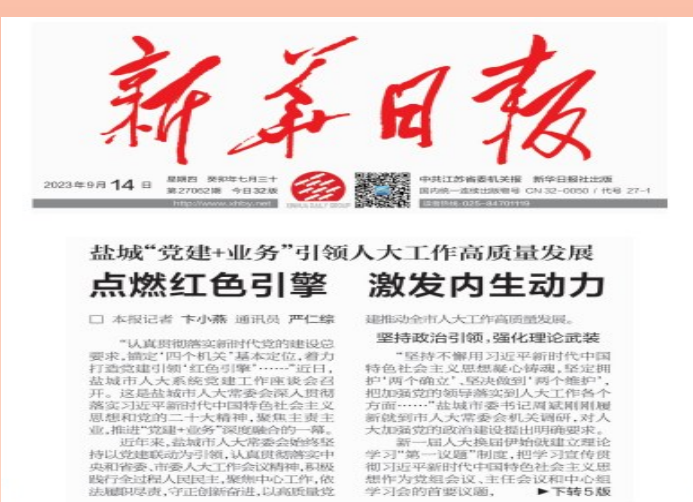 新华日报
2023年9月14日
星期四 癸卯年七月三十
第27062期 今日32版
http://www.xhby.net
XINHUA DAILY GROUP
中共江苏省委机关报 新华日报社出版
国内统一连续出版物号 CN 32-0050 / 代号 27-1
读者热线:025-84701119
盐城“党建+业务”引领人大工作高质量发展
点燃红色引擎 激发内生动力
□ 本报记者 卞小燕 通讯员 严仁综
“认真贯彻落实新时代党的建设总
要求,锚定‘四个机关’基本定位,着力
打造党建引领‘红色引擎’……”近日,
盐城市人大系统党建工作座谈会召
开。这是盐城市人大常委会深入贯彻
落实习近平新时代中国特色社会主义
思想和党的二十大精神,聚焦主责主
业,推进“党建+业务”深度融合的一幕。
近年来,盐城市人大常委会始终坚
持以党建联动为引领,认真贯彻落实中
央和省委、市委人大工作会议精神,积极
践行全过程人民民主,聚焦中心工作,依
法履职尽责,守正创新奋进,以高质量党
建推动全市人大工作高质量发展。
坚持政治引领,强化理论武装
“坚持不懈用习近平新时代中国
特色社会主义思想凝心铸魂,坚定拥
护‘两个确立’、坚决做到‘两个维护’,
把加强党的领导落实到人大工作各个
方面……”盐城市委书记周斌刚刚履
新就到市人大常委会机关调研,对人
大加强党的政治建设提出明确要求。
新一届人大换届伊始就建立理论
学习“第一议题”制度,把学习宣传贯
彻习近平新时代中国特色社会主义思
想作为党组会议、主任会议和中心组
学习会的首要议题, ▶下转5版